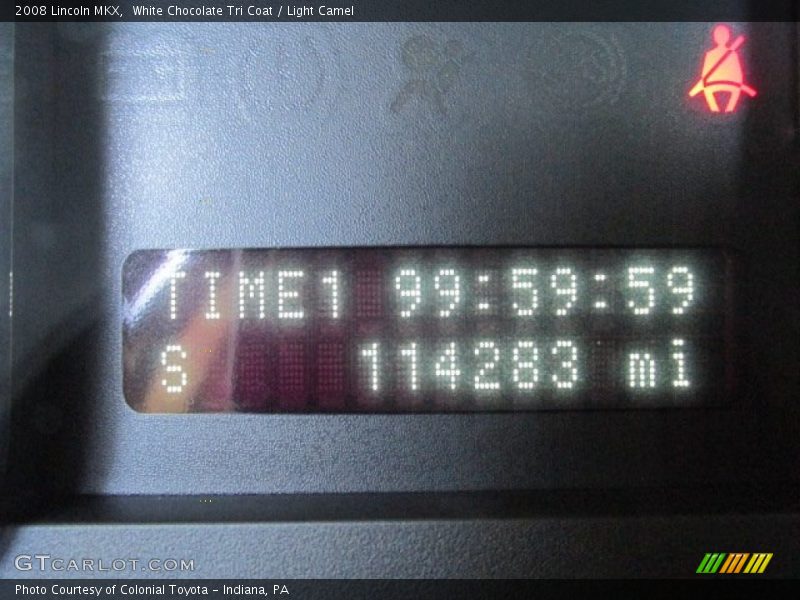 2008 Lincoln MKX, White Chocolate Tri Coat / Light Camel
TIME1 99:59:59
S 114283 mi
GTCARLOT.COM
Photo Courtesy of Colonial Toyota - Indiana, PA